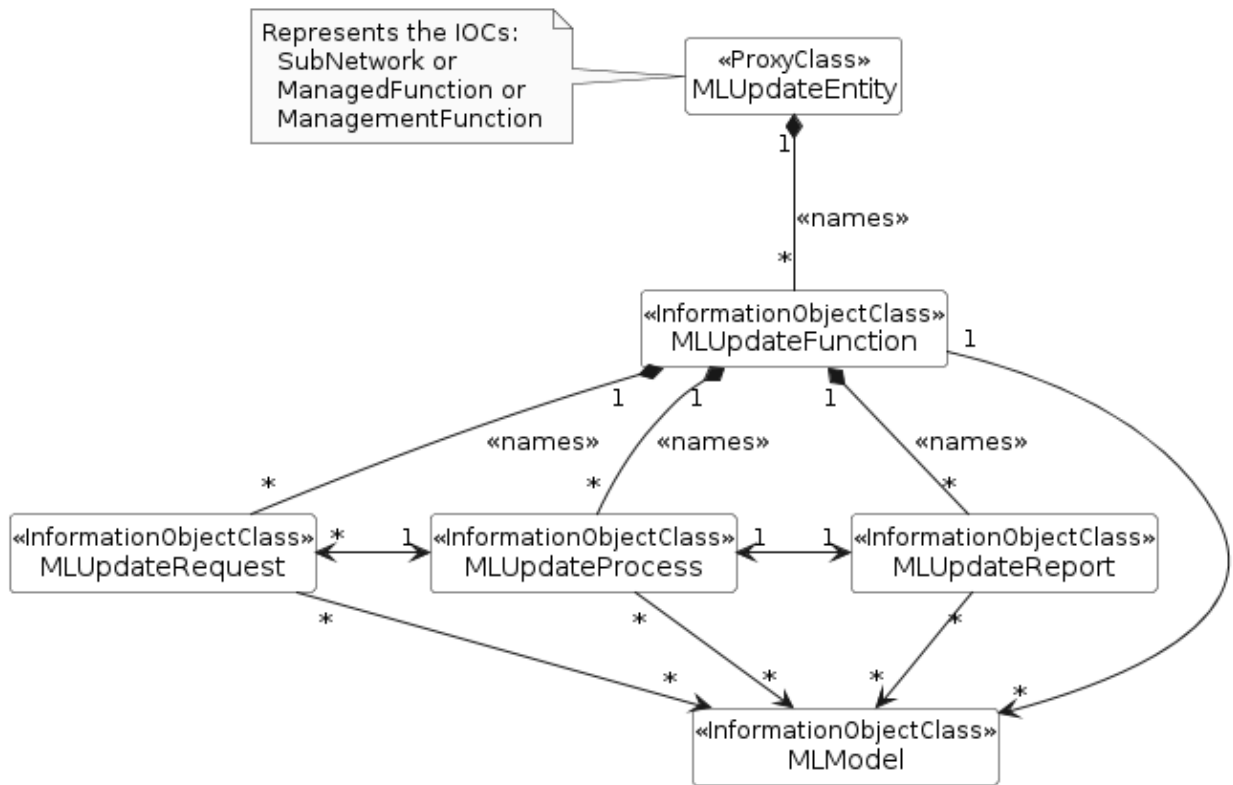 Represents the IOCs:
SubNetwork or
ManagedFunction or
ManagementFunction
«ProxyClass»
MLUpdateEntity
1
«names»
*
«InformationObjectClass»
MLUpdateFunction
1
1
1
1
«names»
«names»
«names»
*
*
*
«InformationObjectClass»
MLUpdateRequest
*
1
«InformationObjectClass»
MLUpdateProcess
1
1
«InformationObjectClass»
MLUpdateReport
*
*
*
*
*
*
*
«InformationObjectClass»
MLModel